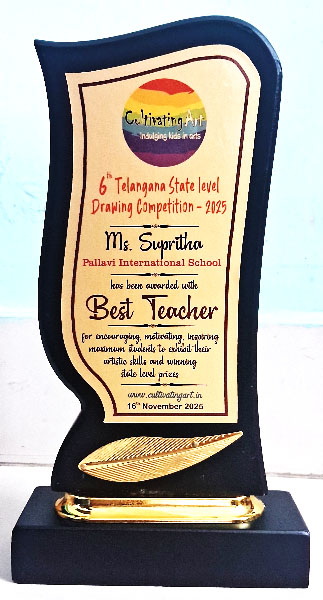 Cultivating Art
indulging kids in arts
6th Telangana State level
Drawing Competition - 2025
Ms. Supritha
Pallavi International School
has been awarded with
Best Teacher
for encouraging, motivating, inspiring
maximum students to exhibit their
artistic skills and winning
state level prizes
www.cultivatingart.in
16th November 2025